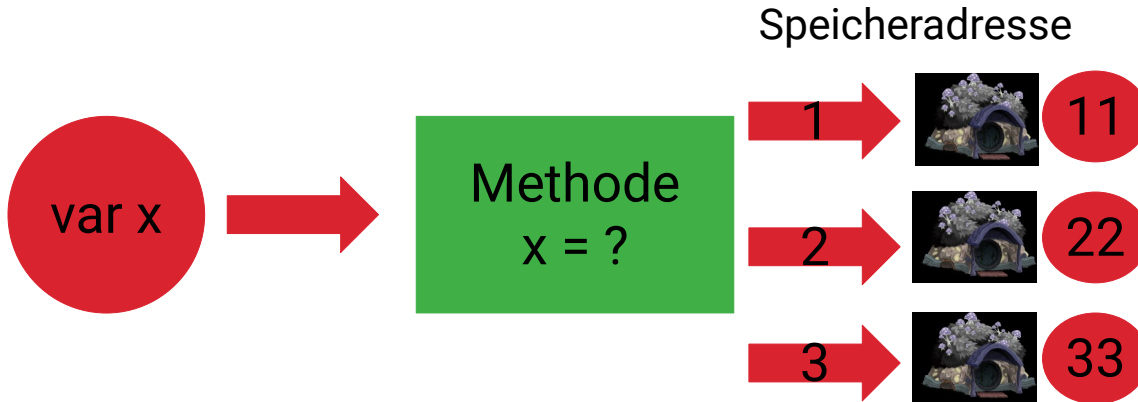 Speicheradresse
var x
Methode
x = ?
1
11
2
22
3
33